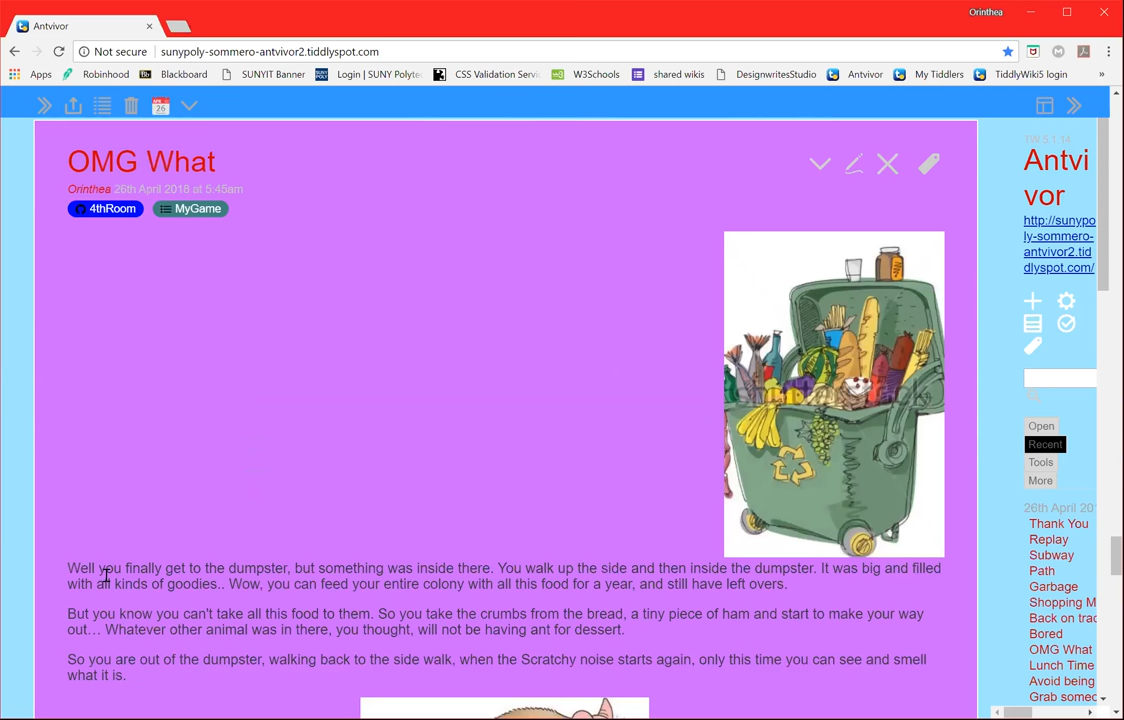 Orinthea
Antvivor
Not secure sunypoly-sommero-antvivor2.tiddlyspot.com
Apps Robinhood Blackboard SUNYIT Banner Login | SUNY Polyte CSS Validation Servi W3Schools shared wikis DesignwritesStudio Antvivor My Tiddlers TiddlyWiki5 login »
APR
26
OMG What
Orinthea 26th April 2018 at 5:45am
4thRoom MyGame
Well you finally get to the dumpster, but something was inside there. You walk up the side and then inside the dumpster. It was big and filled
with all kinds of goodies.. Wow, you can feed your entire colony with all this food for a year, and still have left overs.
But you know you can't take all this food to them. So you take the crumbs from the bread, a tiny piece of ham and start to make your way
out… Whatever other animal was in there, you thought, will not be having ant for dessert.
So you are out of the dumpster, walking back to the side walk, when the Scratchy noise starts again, only this time you can see and smell
what it is.
TW 5.1.14
Antvi
vor
http://sunypo
ly-sommero-
antvivor2.tid
dlyspot.com/
Open
Recent
Tools
More
26th April 201
Thank You
Replay
Subway
Path
Garbage
Shopping M
Back on trac
Bored
OMG What
Lunch Time
Avoid being
Grab someo